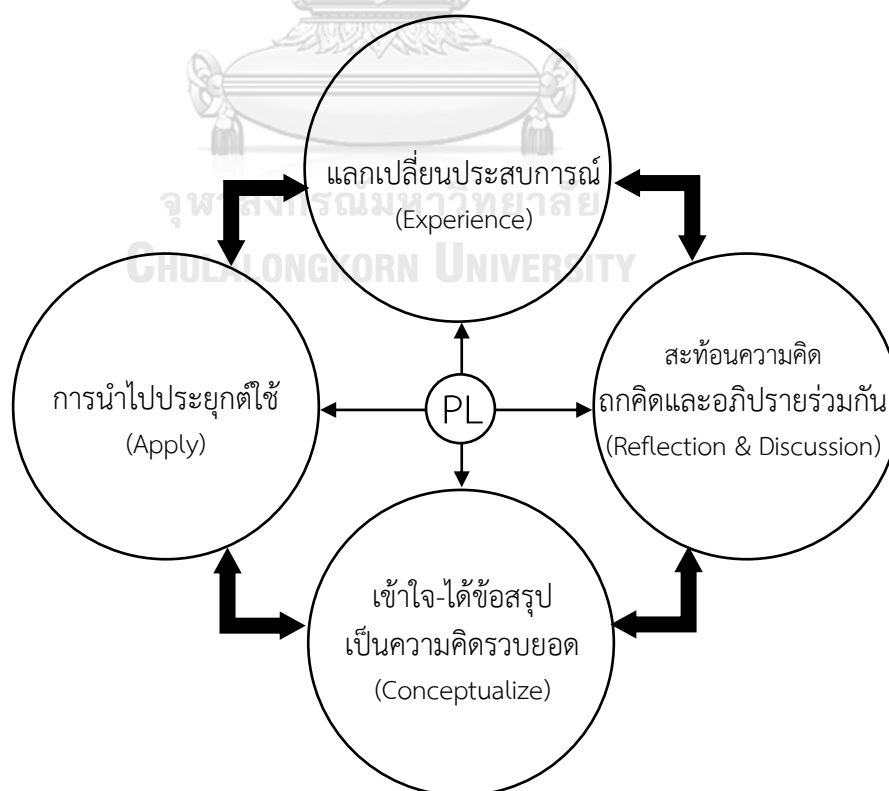 แลกเปลี่ยนประสบการณ์
(Experience)
จุฬาลงกรณ์มหาวิทยาลัย
CHULALONGKORN UNIVERSITY
สะท้อนความคิด
ถกคิดและอภิปรายร่วมกัน
(Reflection & Discussion)
การนำไปประยุกต์ใช้
(Apply)
PL
เข้าใจ-ได้ข้อสรุป
เป็นความคิดรวบยอด
(Conceptualize)